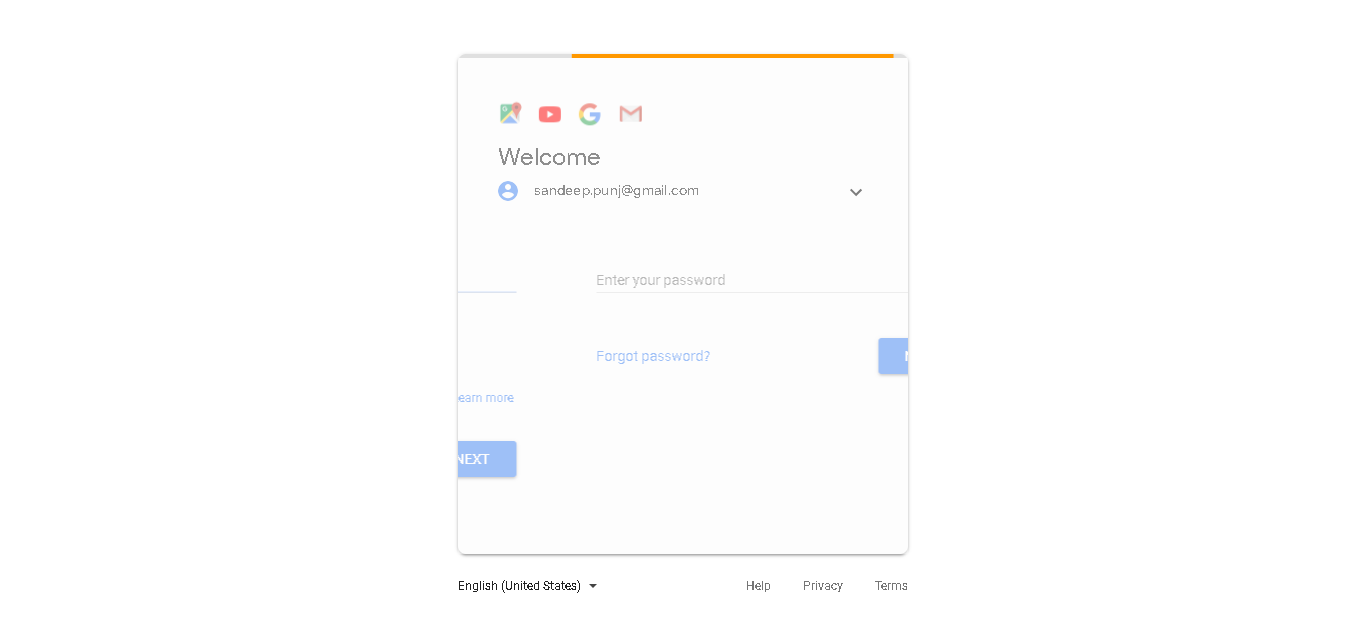 Welcome
sandeep.punj@gmail.com
Enter your password
Forgot password?
earn more
NEXT
English (United States)
Help Privacy Terms